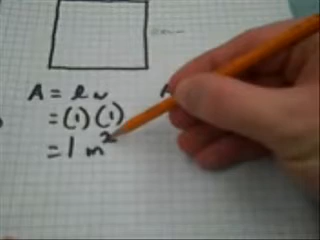 A = l w A
= (1) (1)
= 1 m²